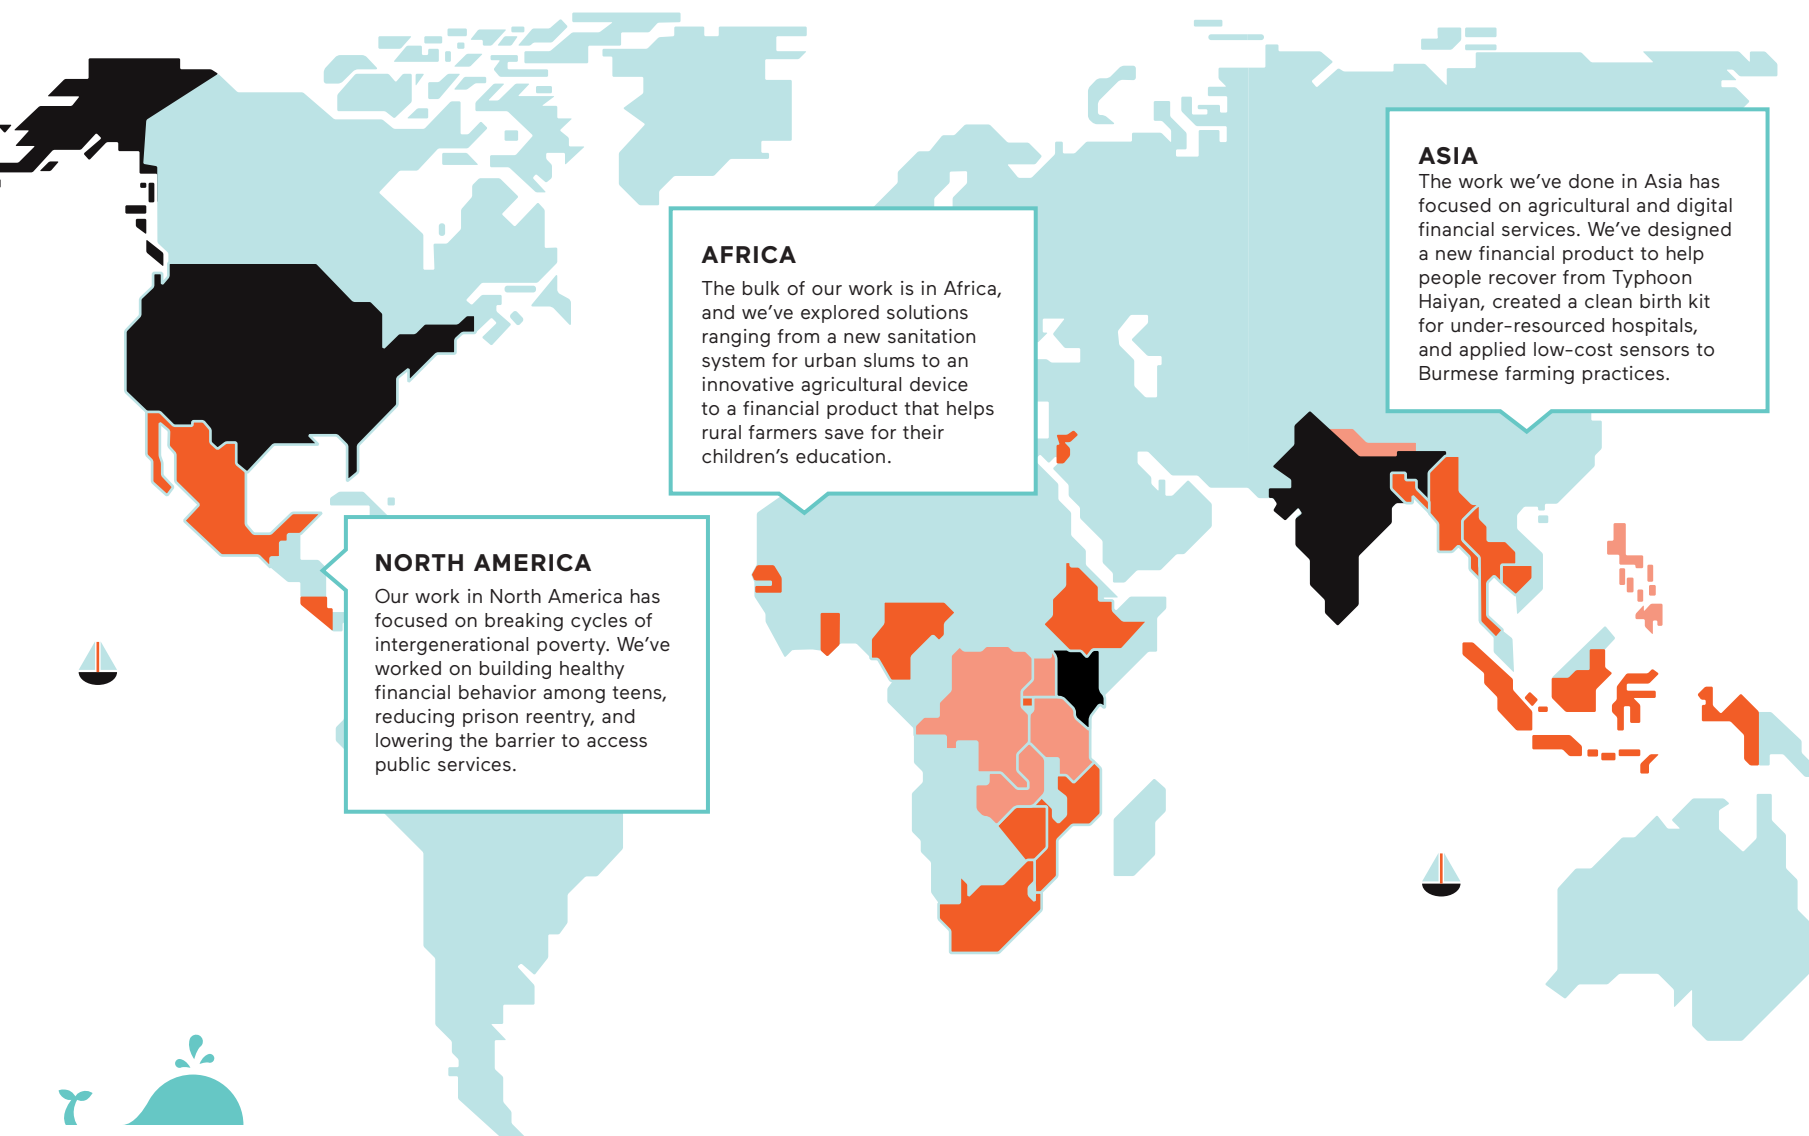 AFRICA
The bulk of our work is in Africa,
and we’ve explored solutions
ranging from a new sanitation
system for urban slums to an
innovative agricultural device
to a financial product that helps
rural farmers save for their
children’s education.
ASIA
The work we’ve done in Asia has
focused on agricultural and digital
financial services. We’ve designed
a new financial product to help
people recover from Typhoon
Haiyan, created a clean birth kit
for under-resourced hospitals,
and applied low-cost sensors to
Burmese farming practices.
NORTH AMERICA
Our work in North America has
focused on breaking cycles of
intergenerational poverty. We’ve
worked on building healthy
financial behavior among teens,
reducing prison reentry, and
lowering the barrier to access
public services.